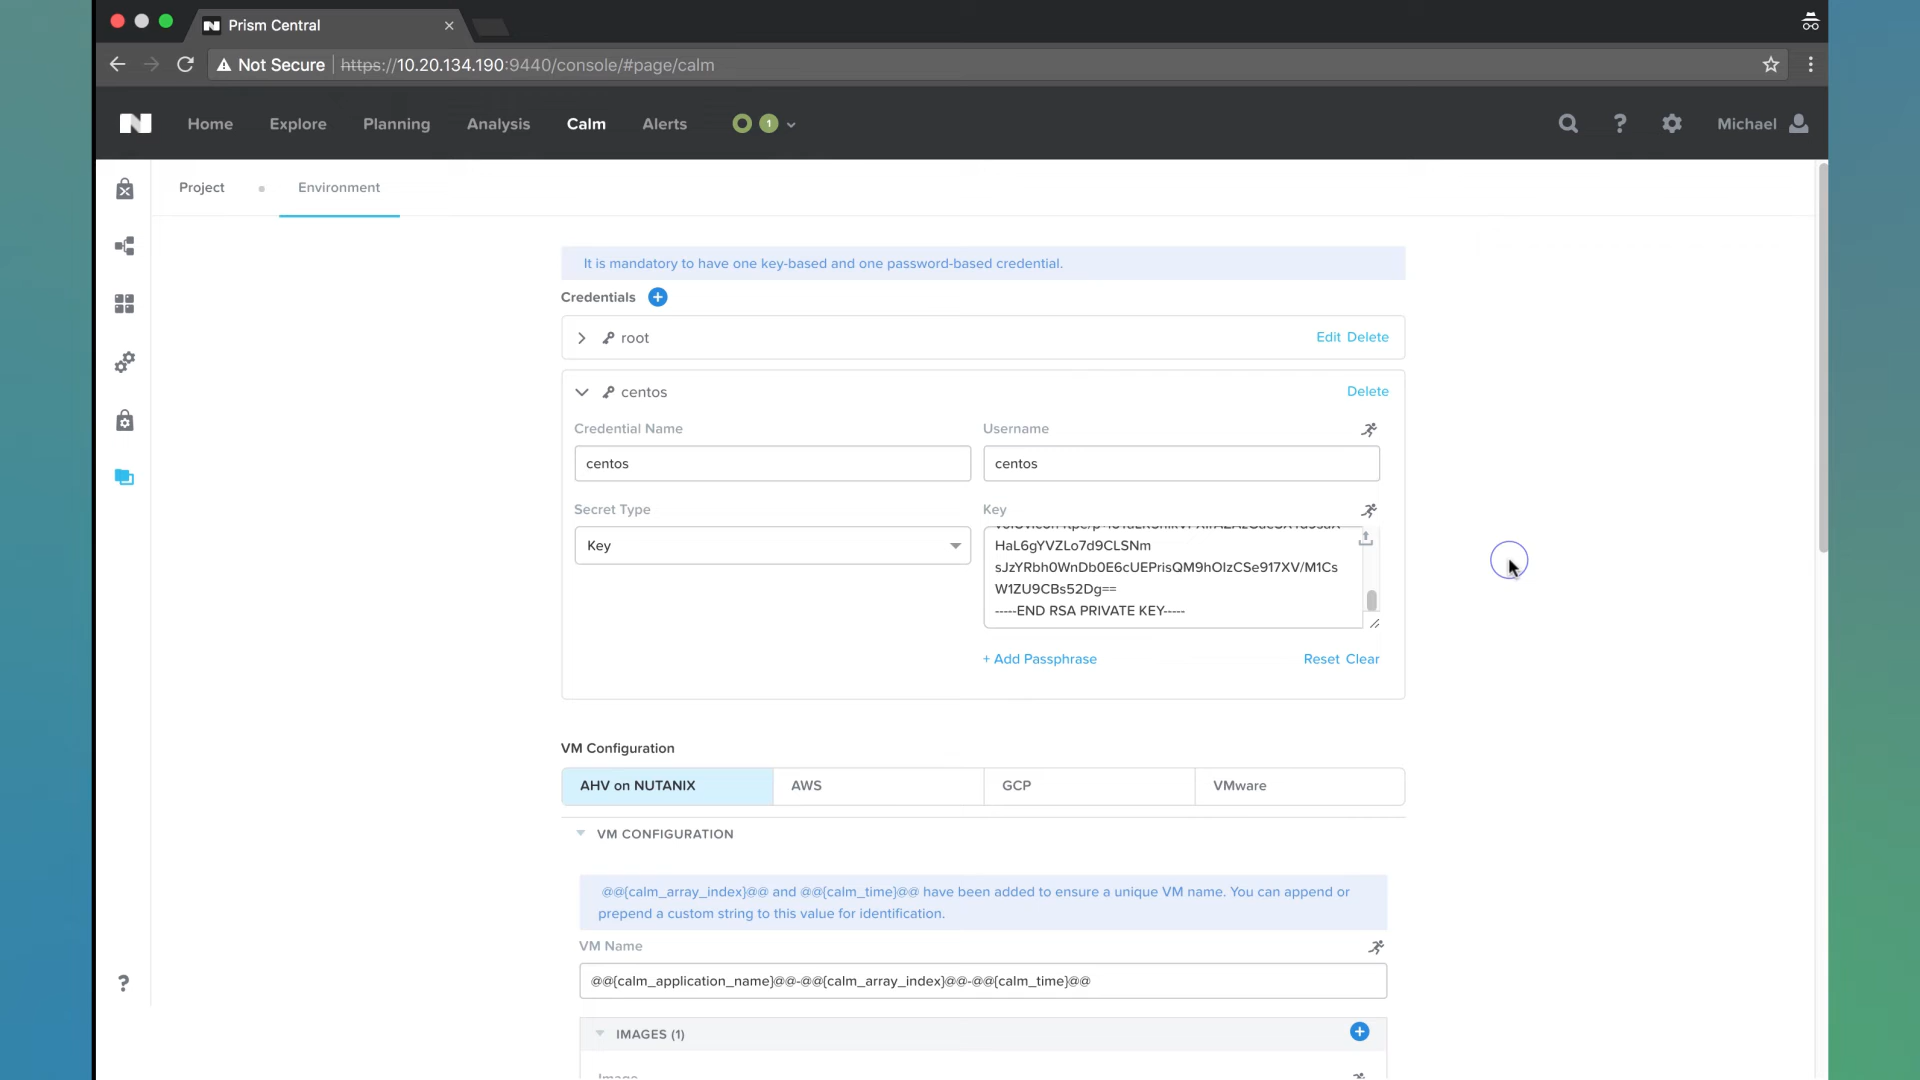 Prism Central
Not Secure https://10.20.134.190:9440/console/#page/calm
Home Explore Planning Analysis Calm Alerts 1 Michael
Project Environment
It is mandatory to have one key-based and one password-based credential.
Credentials
root Edit Delete
centos Delete
Credential Name Username
centos centos
Secret Type Key
Key
HaL6gYVZLo7d9CLSNm
sJzYRbh0WnDb0E6cUEPrisQM9hOlzCSe917XV/M1Cs
W1ZU9CBs52Dg==
-----END RSA PRIVATE KEY-----
+ Add Passphrase Reset Clear
VM Configuration
AHV on NUTANIX AWS GCP VMware
VM CONFIGURATION
@@{calm_array_index}@@ and @@{calm_time}@@ have been added to ensure a unique VM name. You can append or
prepend a custom string to this value for identification.
VM Name
@@{calm_application_name}@@-@@{calm_array_index}@@-@@{calm_time}@@
IMAGES (1)
Image